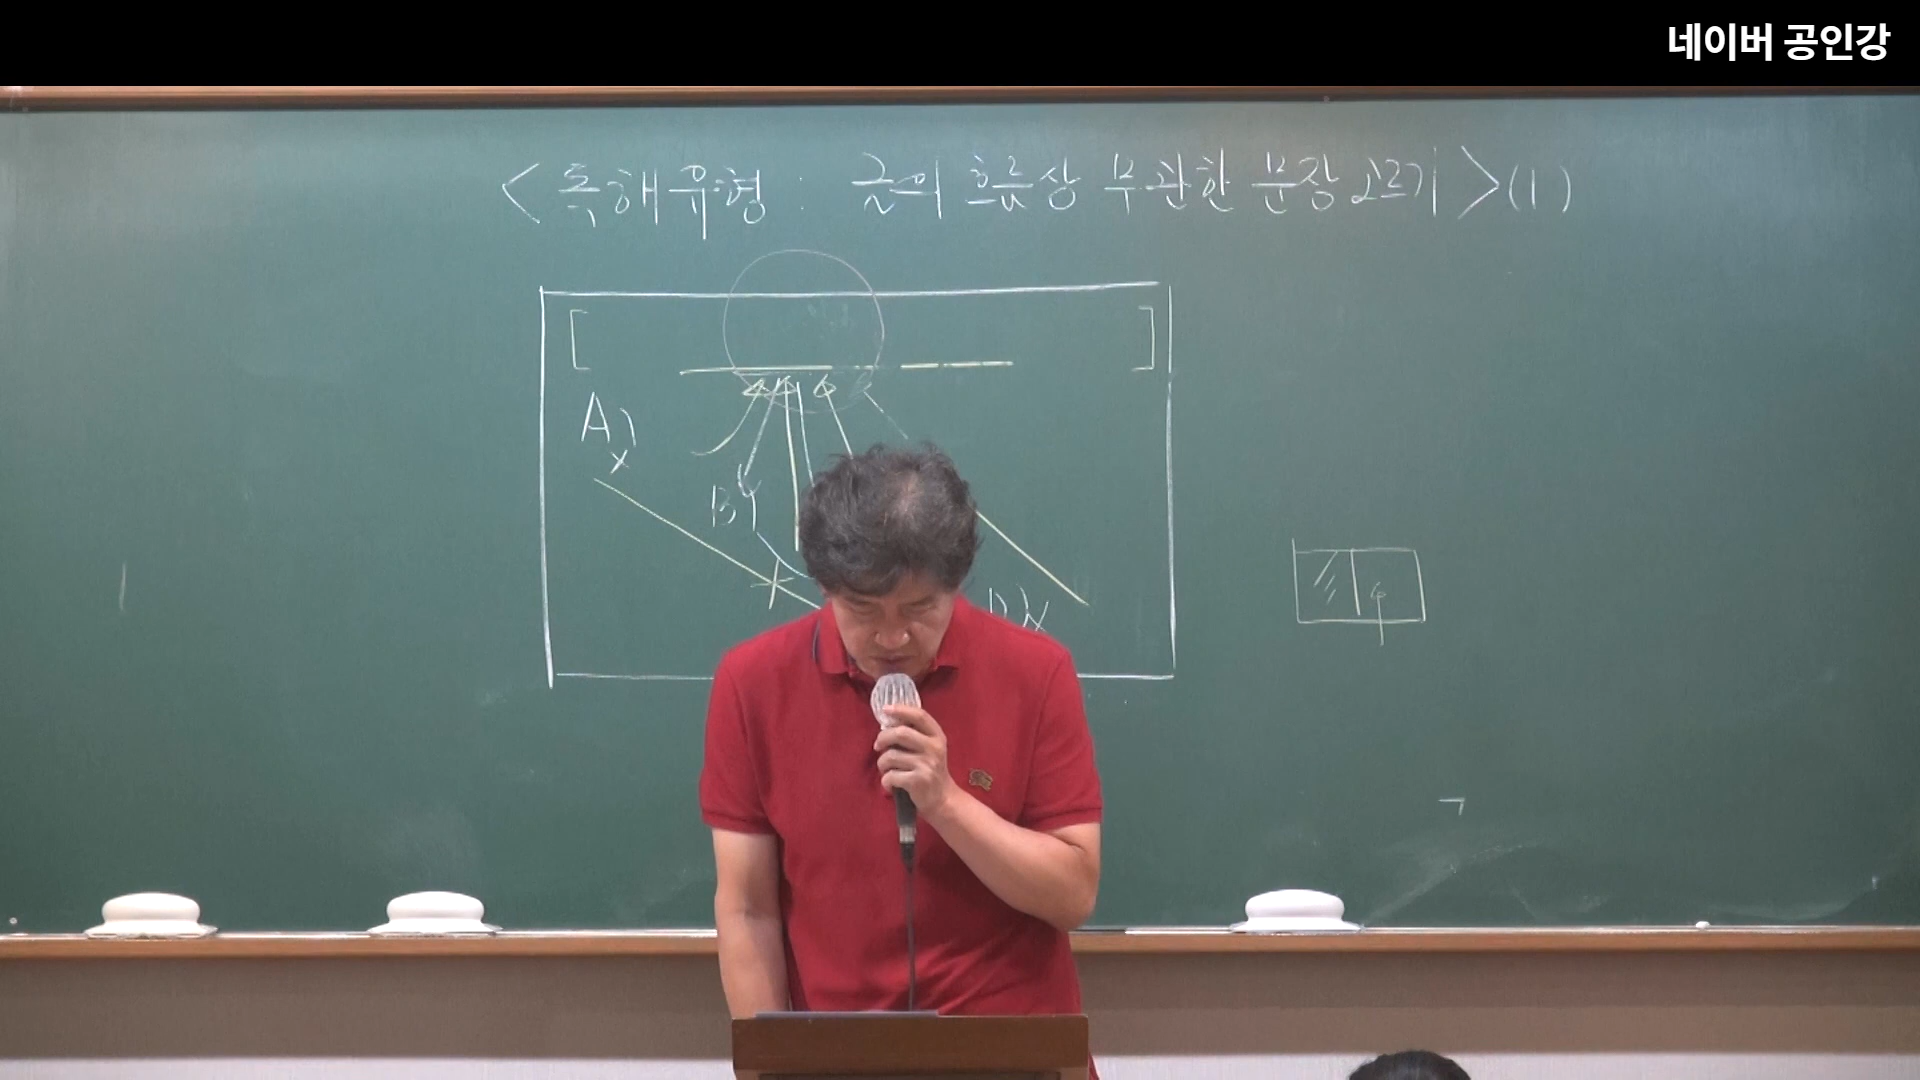 네이버 공인강
<독해유형 : 글의 흐름상 무관한 문장 고르기>(1)
A)
B)
D)